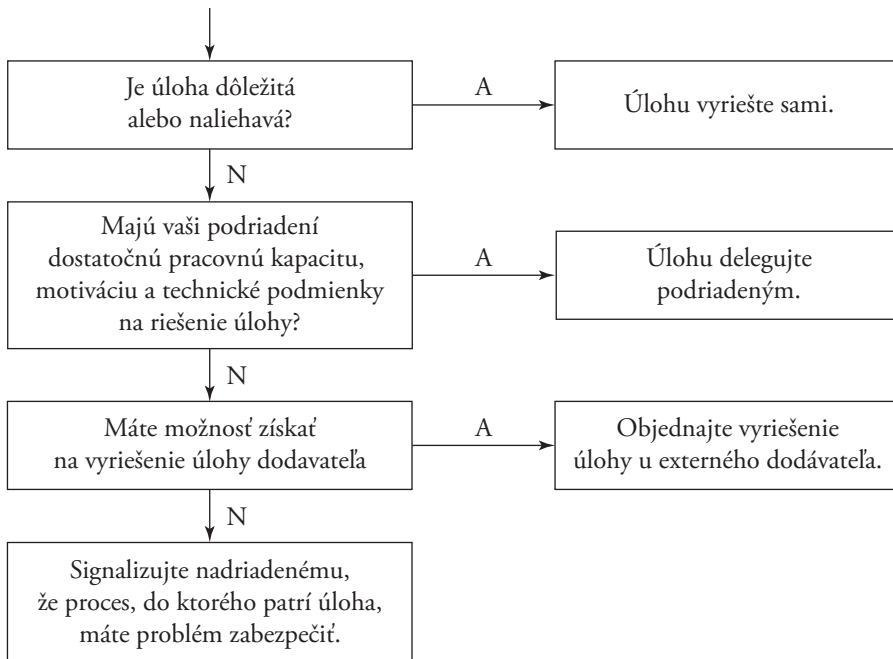 Je úloha dôležitá
alebo naliehavá?
A
Úlohu vyriešte sami.
N
Majú vaši podriadení
dostatočnú pracovnú kapacitu,
motiváciu a technické podmienky
na riešenie úlohy?
A
Úlohu delegujte
podriadeným.
N
Máte možnosť získať
na vyriešenie úlohy dodavateľa
A
Objednajte vyriešenie
úlohy u externého dodávateľa.
N
Signalizujte nadriadenému,
že proces, do ktorého patrí úloha,
máte problém zabezpečiť.